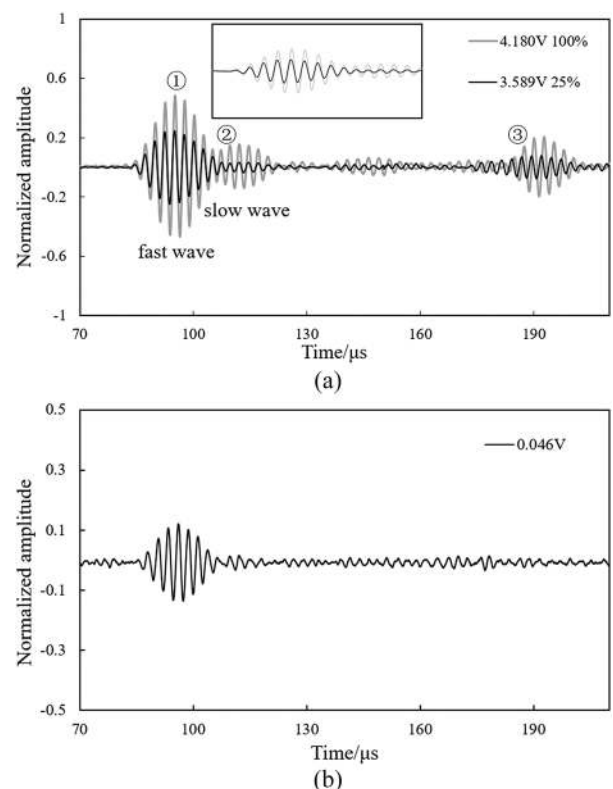 1
4.180V 100%
3.589V 25%
0.6
①
②
③
0.2
-0.2
slow wave
fast wave
-0.6
-1
70 100 130 160 190
Time/μs
(a)
0.5
0.046V
0.3
0.1
-0.1
-0.3
-0.5
70 100 130 160 190
Time/μs
(b)
Normalized amplitude
Normalized amplitude